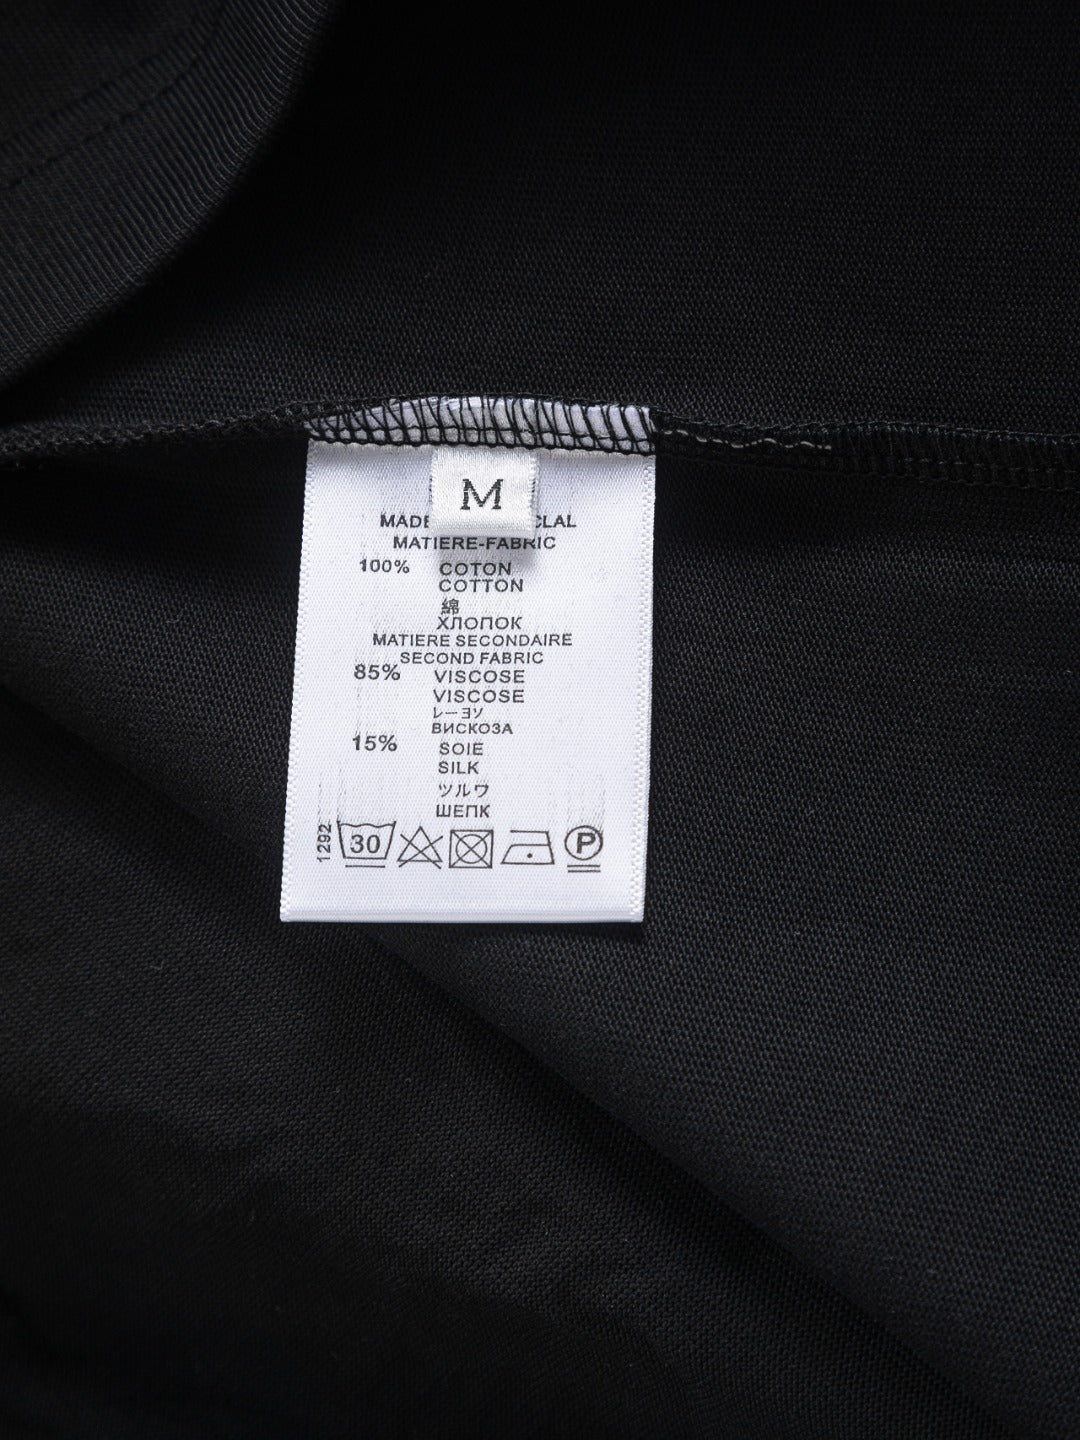 M
MADE CLAL
MATIERE-FABRIC
100% COTON
COTTON
綿
ХЛОПОК
MATIERE SECONDAIRE
SECOND FABRIC
85% VISCOSE
VISCOSE
レーヨソ
ВИСКОЗА
15% SOIE
SILK
ツルワ
ШЕПК
1292 30 P